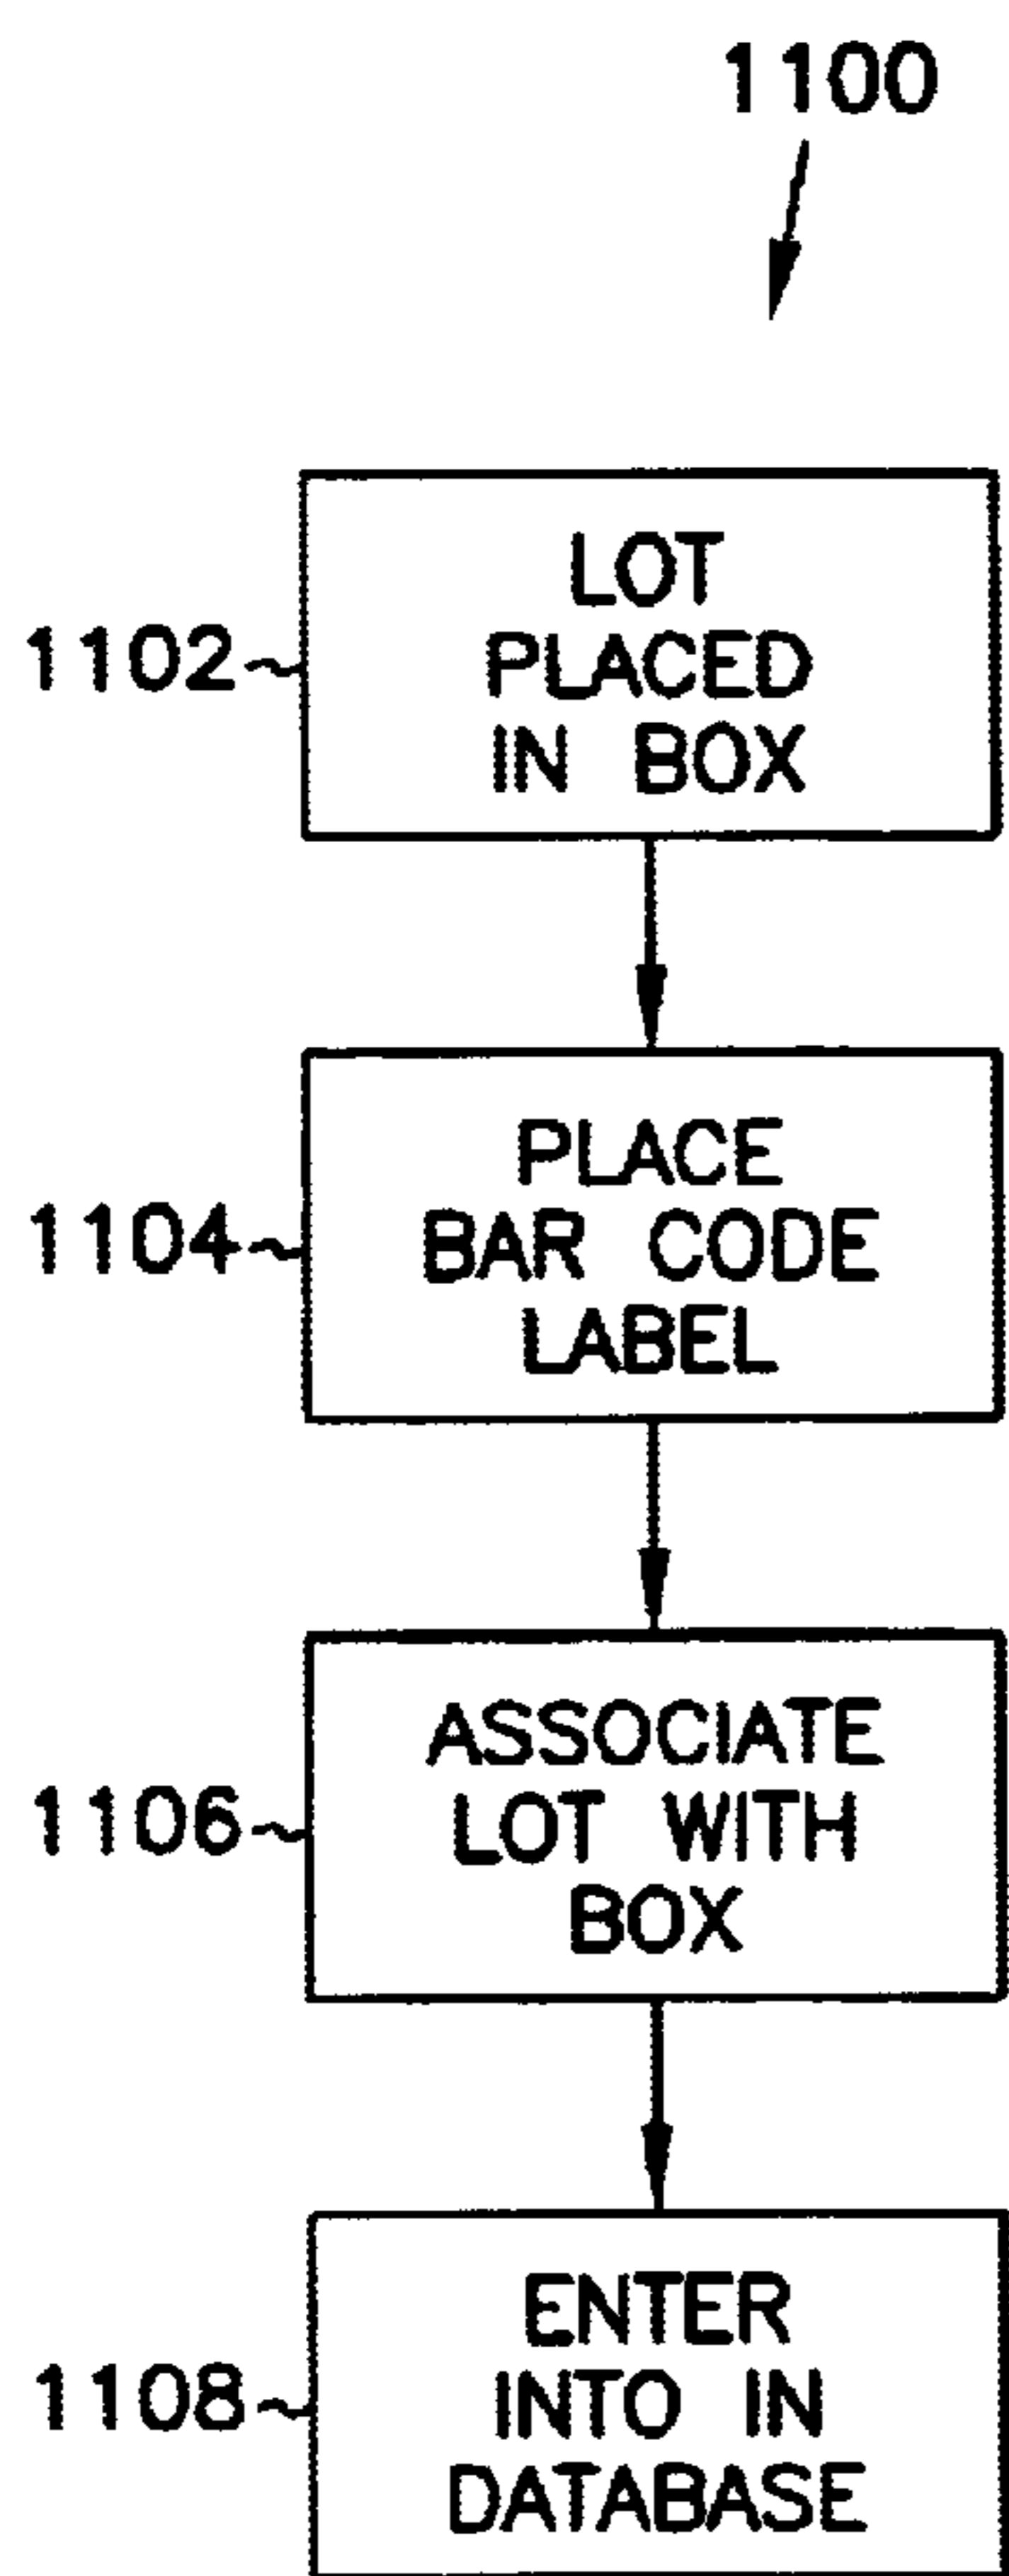 1100
1102
LOT
PLACED
IN BOX
1104
PLACE
BAR CODE
LABEL
1106
ASSOCIATE
LOT WITH
BOX
1108
ENTER
INTO IN
DATABASE